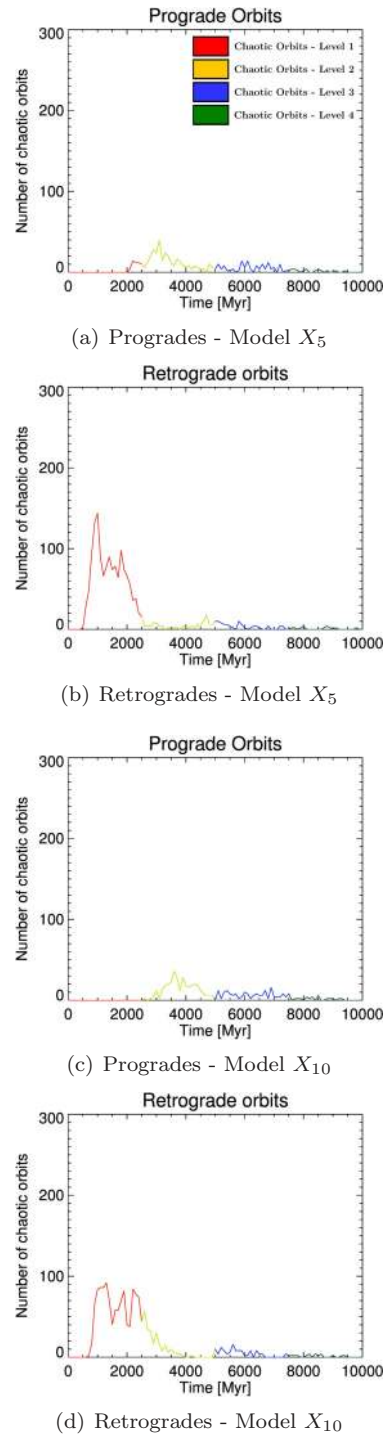 Prograde Orbits
300
200
100
0
Number of chaotic orbits
Chaotic Orbits - Level 1
Chaotic Orbits - Level 2
Chaotic Orbits - Level 3
Chaotic Orbits - Level 4
0 2000 4000 6000 8000 10000
Time [Myr]
(a) Progrades - Model X₅
Retrograde orbits
300
200
100
0
Number of chaotic orbits
0 2000 4000 6000 8000 10000
Time [Myr]
(b) Retrogrades - Model X₅
Prograde Orbits
300
200
100
0
Number of chaotic orbits
0 2000 4000 6000 8000 10000
Time [Myr]
(c) Progrades - Model X₁₀
Retrograde orbits
300
200
100
0
Number of chaotic orbits
0 2000 4000 6000 8000 10000
Time [Myr]
(d) Retrogrades - Model X₁₀